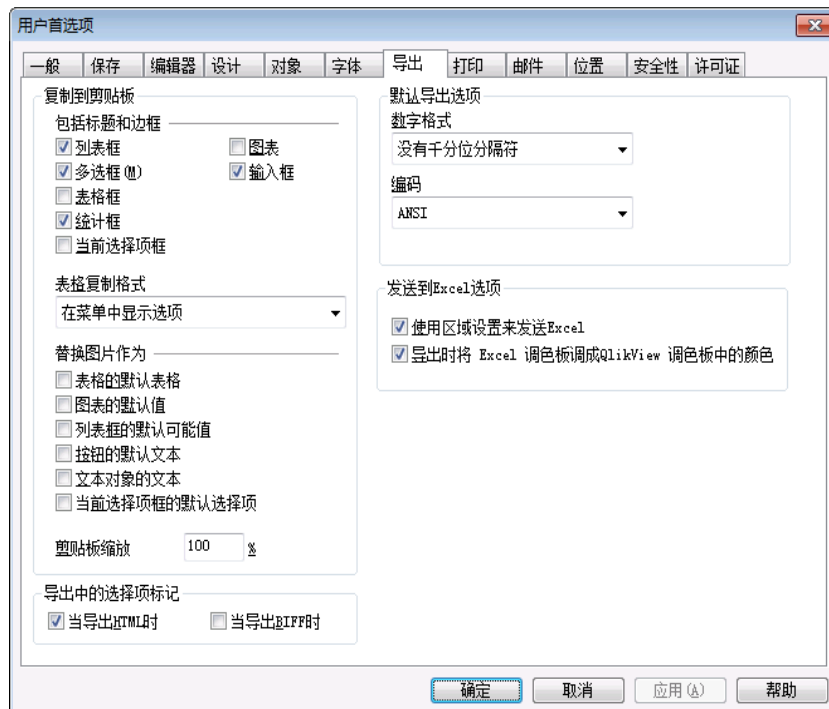 用户首选项
一般 保存 编辑器 设计 对象 字体 导出 打印 邮件 位置 安全性 许可证
复制到剪贴板
包括标题和边框
列表框 图表
多选框(M) 输入框
表格框
统计框
当前选择项框
表格复制格式
在菜单中显示选项
替换图片作为
表格的默认表格
图表的默认值
列表框的默认可能值
按钮的默认文本
文本对象的文本
当前选择项框的默认选择项
剪贴板缩放 100 %
导出中的选择项标记
当导出HTML时 当导出BIFF时
默认导出选项
数字格式
没有千分位分隔符
编码
ANSI
发送到Excel选项
使用区域设置来发送Excel
导出时将 Excel 调色板调成QlikView 调色板中的颜色
确定 取消 应用(A) 帮助